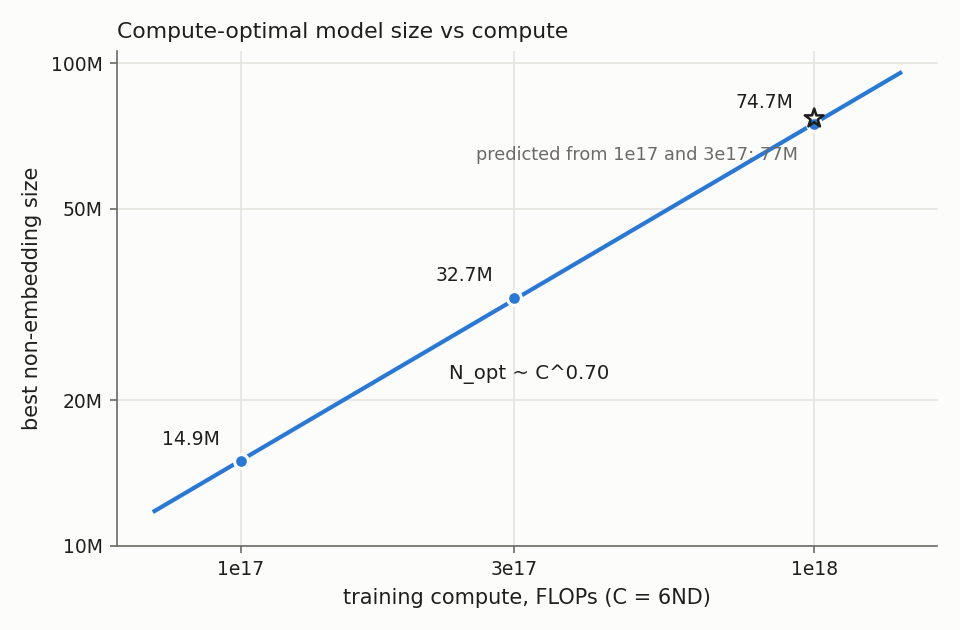 Compute-optimal model size vs compute
100M
50M
20M
10M
best non-embedding size
74.7M
predicted from 1e17 and 3e17: 77M
32.7M
N_opt ~ C^0.70
14.9M
1e17
3e17
1e18
training compute, FLOPs (C = 6ND)